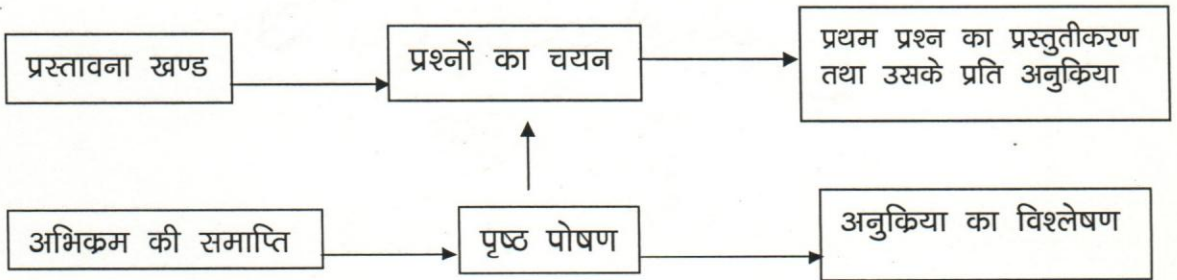 प्रस्तावना खण्ड
प्रश्नों का चयन
प्रथम प्रश्न का प्रस्तुतीकरण
तथा उसके प्रति अनुक्रिया
अभिक्रम की समाप्ति
पृष्ठ पोषण
अनुक्रिया का विश्लेषण